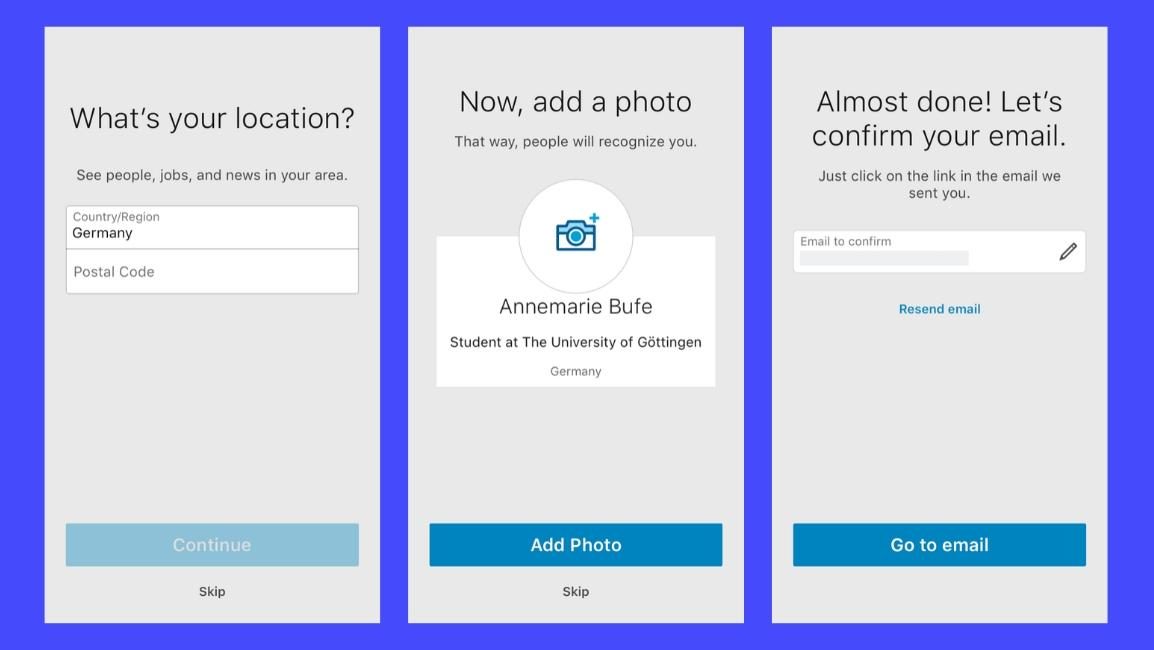 What's your location?
See people, jobs, and news in your area.
Country/Region
Germany
Postal Code
Continue
Skip
Now, add a photo
That way, people will recognize you.
Annemarie Bufe
Student at The University of Göttingen
Germany
Add Photo
Skip
Almost done! Let's
confirm your email.
Just click on the link in the email we
sent you.
Email to confirm
Resend email
Go to email